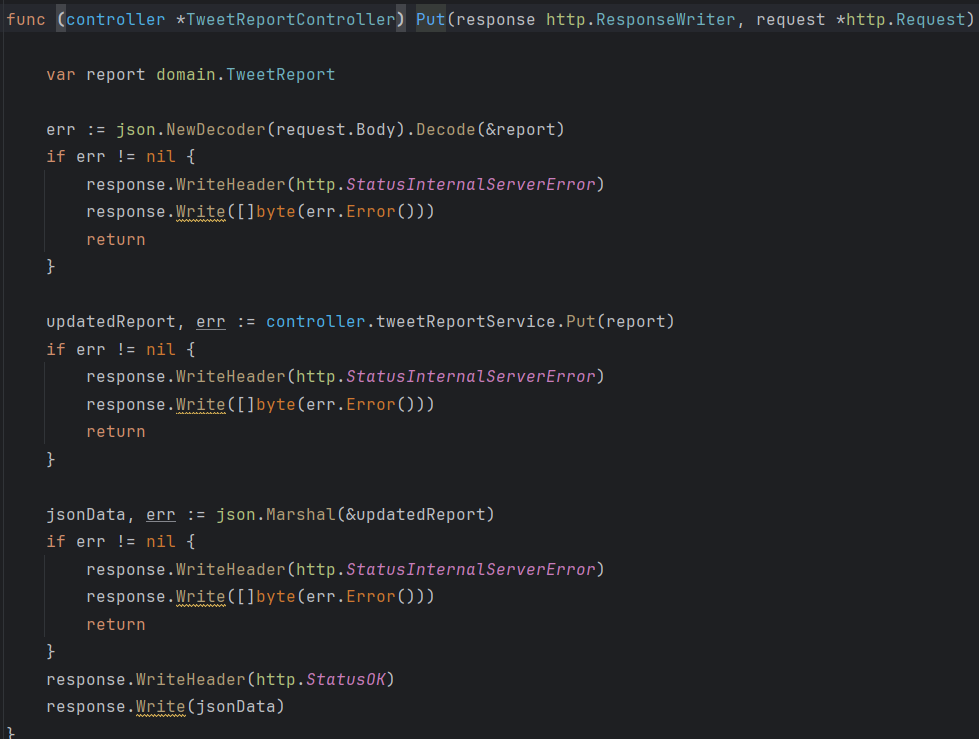 func (controller *TweetReportController) Put(response http.ResponseWriter, request *http.Request)
var report domain.TweetReport
err := json.NewDecoder(request.Body).Decode(&report)
if err != nil {
response.WriteHeader(http.StatusInternalServerError)
response.Write([]byte(err.Error()))
return
}
updatedReport, err := controller.tweetReportService.Put(report)
if err != nil {
response.WriteHeader(http.StatusInternalServerError)
response.Write([]byte(err.Error()))
return
}
jsonData, err := json.Marshal(&updatedReport)
if err != nil {
response.WriteHeader(http.StatusInternalServerError)
response.Write([]byte(err.Error()))
return
}
response.WriteHeader(http.StatusOK)
response.Write(jsonData)
}